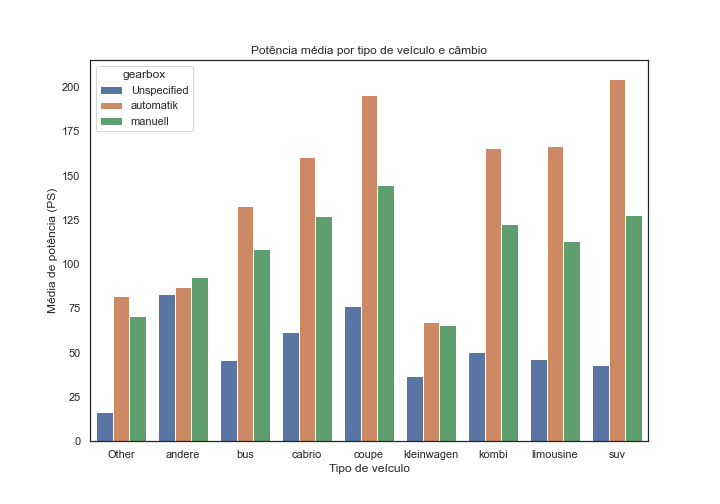 Potência média por tipo de veículo e câmbio
gearbox
Unspecified
automatik
manuell
Média de potência (PS)
200
175
150
125
100
75
50
25
0
Other andere bus cabrio coupe kleinwagen kombi limousine suv
Tipo de veículo